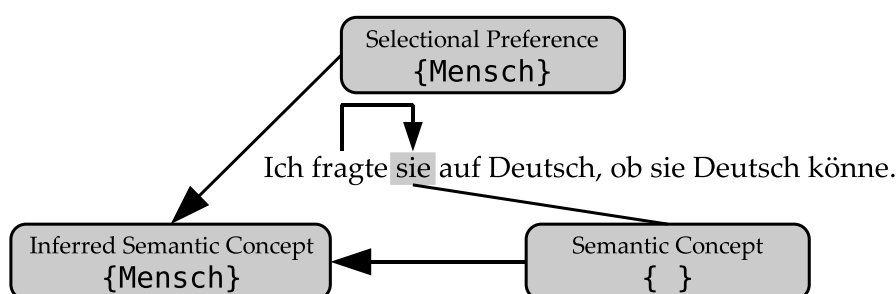 Selectional Preference
{Mensch}
Ich fragte sie auf Deutsch, ob sie Deutsch könne.
Inferred Semantic Concept
{Mensch}
Semantic Concept
{ }